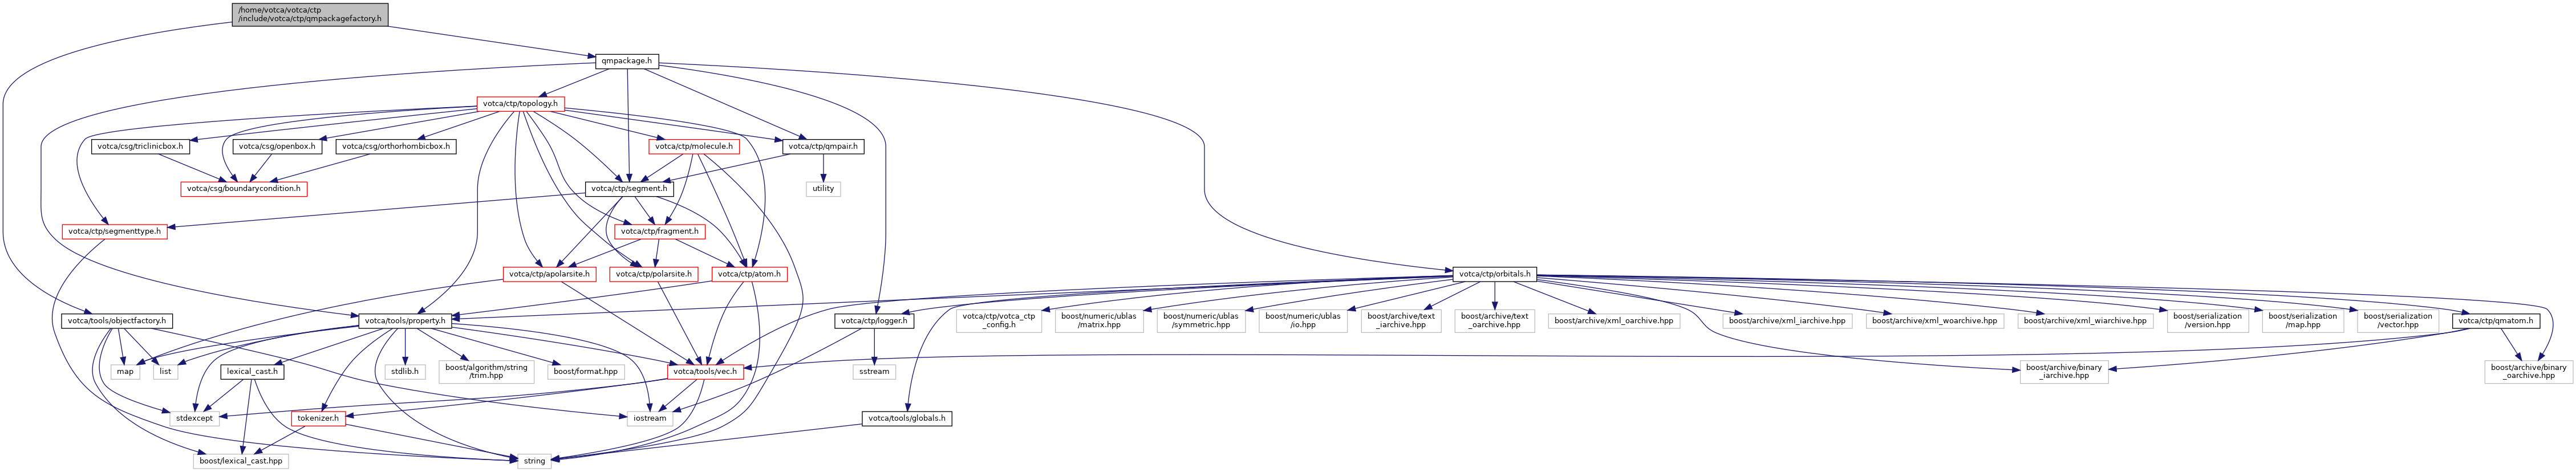 /home/votca/votca/ctp
/include/votca/ctp/qmpackagefactory.h
qmpackage.h
votca/ctp/topology.h
votca/csg/triclinicbox.h
votca/csg/openbox.h
votca/csg/orthorhombicbox.h
votca/ctp/molecule.h
votca/ctp/qmpair.h
votca/csg/boundarycondition.h
votca/ctp/segment.h
utility
votca/ctp/segmenttype.h
votca/ctp/fragment.h
votca/ctp/apolarsite.h
votca/ctp/polarsite.h
votca/ctp/atom.h
votca/ctp/orbitals.h
votca/tools/objectfactory.h
votca/tools/property.h
votca/ctp/logger.h
votca/ctp/votca_ctp
_config.h
boost/numeric/ublas
/matrix.hpp
boost/numeric/ublas
/symmetric.hpp
boost/numeric/ublas
/io.hpp
boost/archive/text
_iarchive.hpp
boost/archive/text
_oarchive.hpp
boost/archive/xml_oarchive.hpp
boost/archive/xml_iarchive.hpp
boost/archive/xml_woarchive.hpp
boost/archive/xml_wiarchive.hpp
boost/serialization
/version.hpp
boost/serialization
/map.hpp
boost/serialization
/vector.hpp
votca/ctp/qmatom.h
map
list
lexical_cast.h
stdlib.h
boost/algorithm/string
/trim.hpp
boost/format.hpp
votca/tools/vec.h
sstream
boost/archive/binary
_iarchive.hpp
boost/archive/binary
_oarchive.hpp
stdexcept
tokenizer.h
iostream
votca/tools/globals.h
boost/lexical_cast.hpp
string